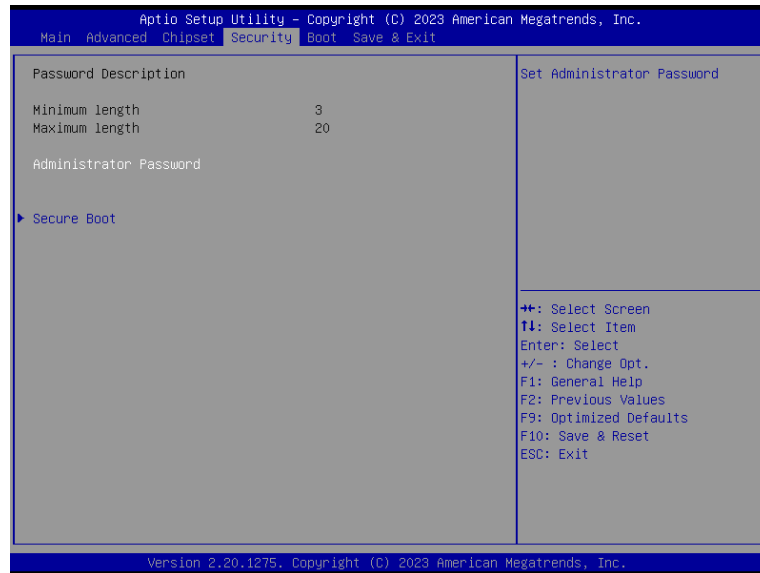 Aptio Setup Utility – Copyright (C) 2023 American Megatrends, Inc.
Main Advanced Chipset Security Boot Save & Exit
Password Description
Set Administrator Password
Minimum length 3
Maximum length 20
Administrator Password
▶ Secure Boot
→←: Select Screen
↑↓: Select Item
Enter: Select
+/- : Change Opt.
F1: General Help
F2: Previous Values
F9: Optimized Defaults
F10: Save & Reset
ESC: Exit
Version 2.20.1275. Copyright (C) 2023 American Megatrends, Inc.